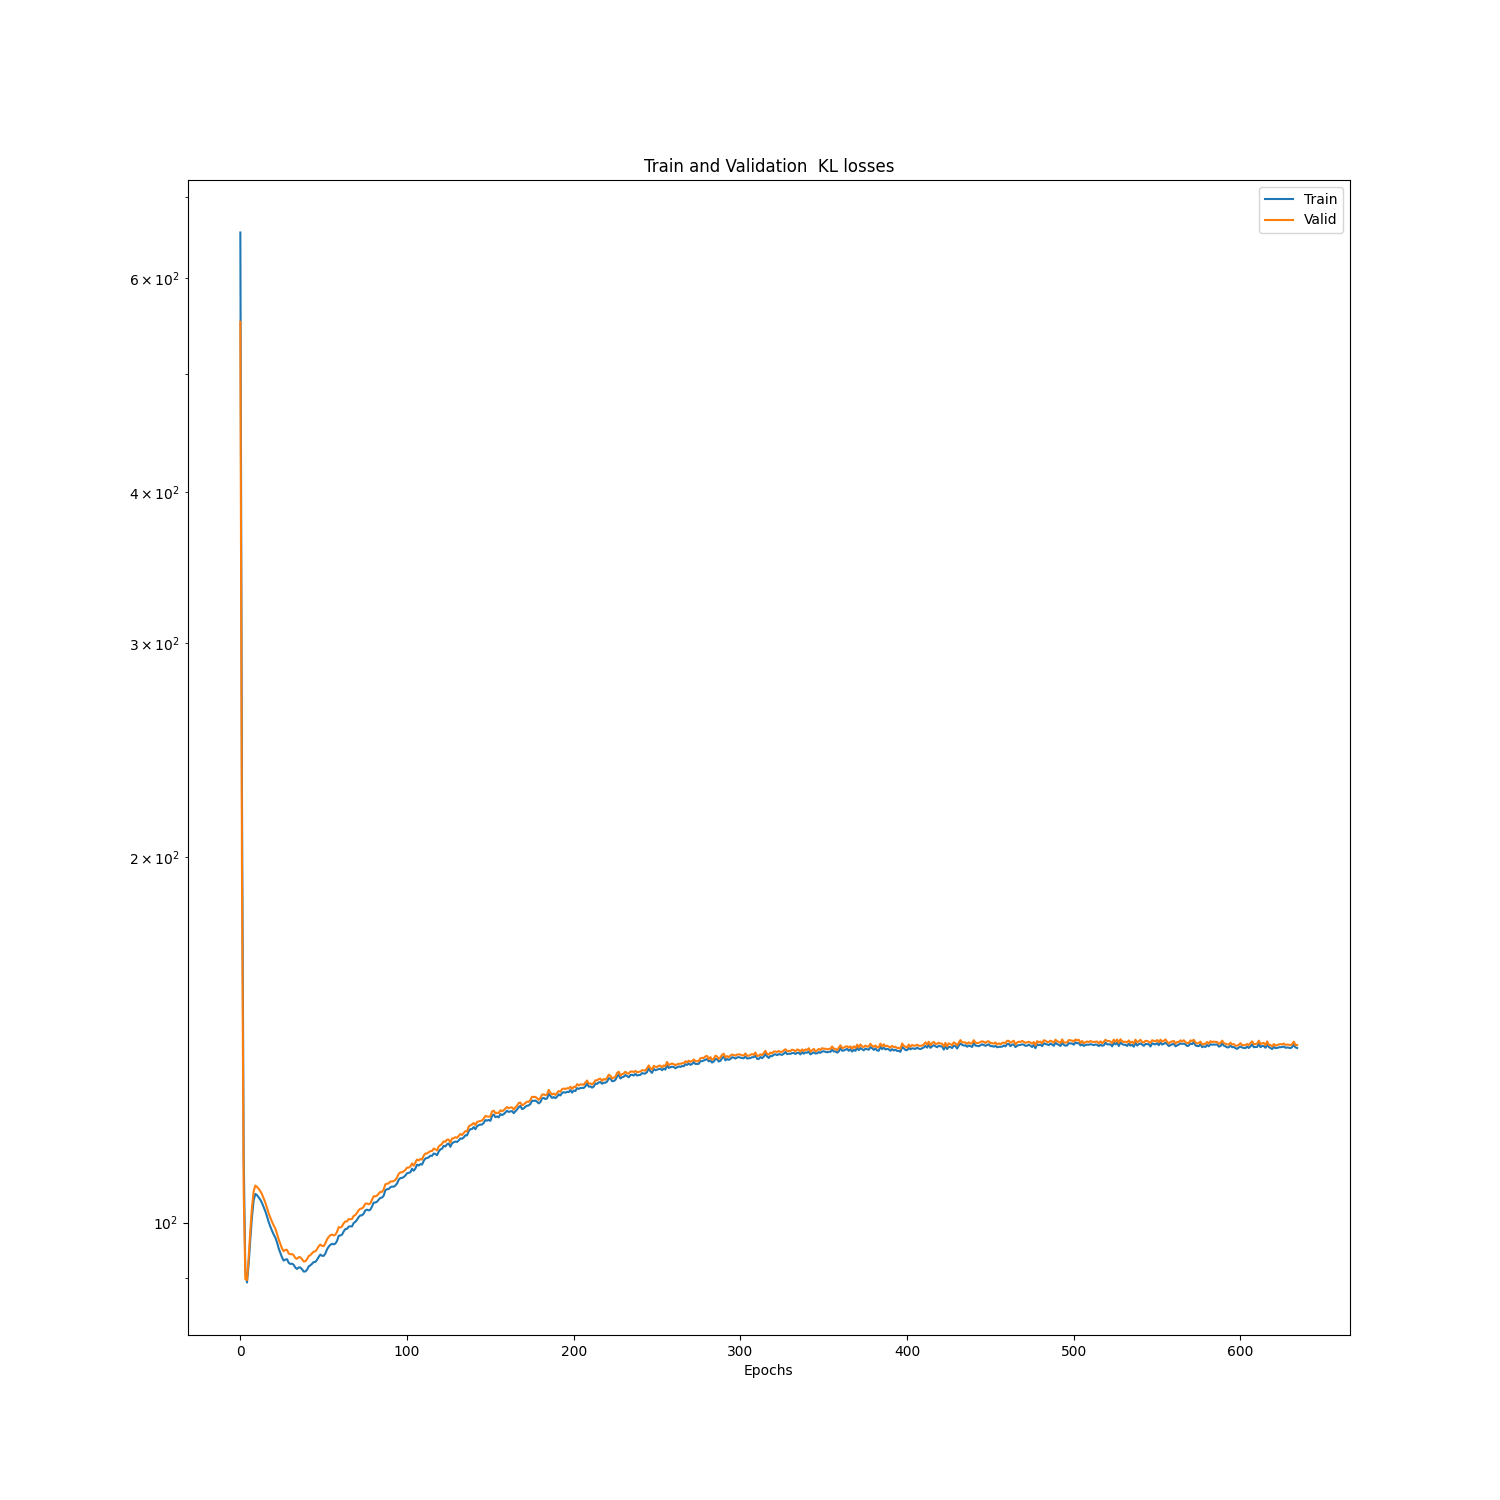 Train and Validation  KL losses
Train
Valid
6 × 10²
4 × 10²
3 × 10²
2 × 10²
10²
0 100 200 300 400 500 600
Epochs